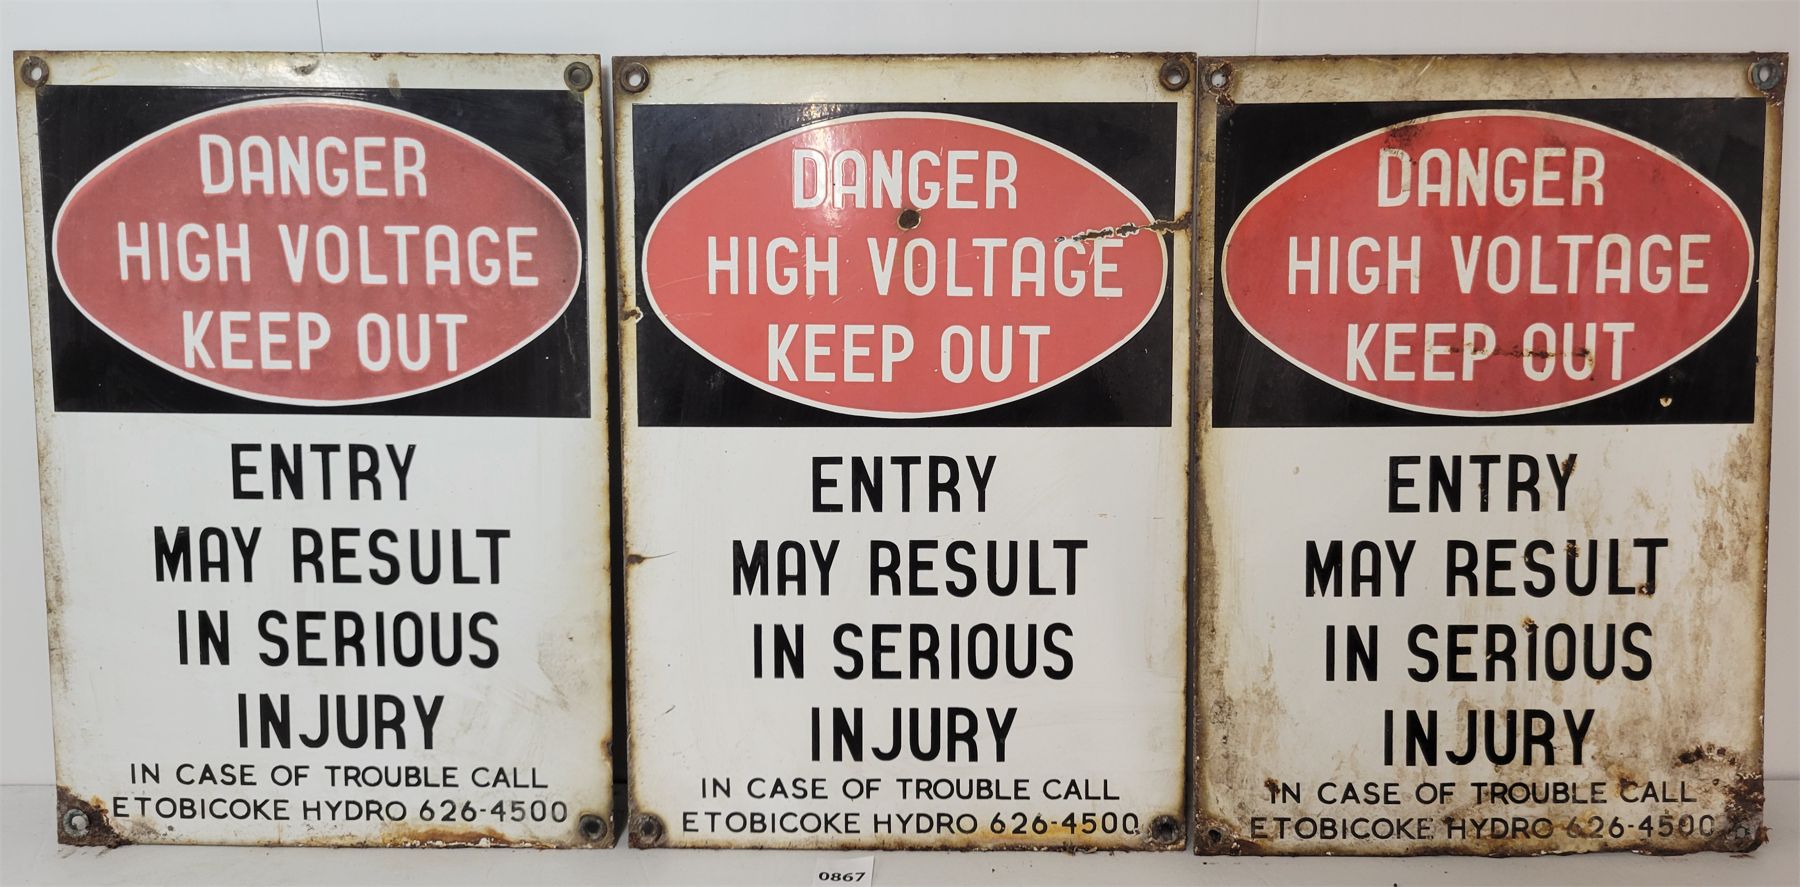 DANGER
HIGH VOLTAGE
KEEP OUT
ENTRY
MAY RESULT
IN SERIOUS
INJURY
IN CASE OF TROUBLE CALL
ETOBICOKE HYDRO 626-4500
DANGER
HIGH VOLTAGE
KEEP OUT
ENTRY
MAY RESULT
IN SERIOUS
INJURY
IN CASE OF TROUBLE CALL
ETOBICOKE HYDRO 626-4500
DANGER
HIGH VOLTAGE
KEEP OUT
ENTRY
MAY RESULT
IN SERIOUS
INJURY
IN CASE OF TROUBLE CALL
ETOBICOKE HYDRO 626-4500
0867